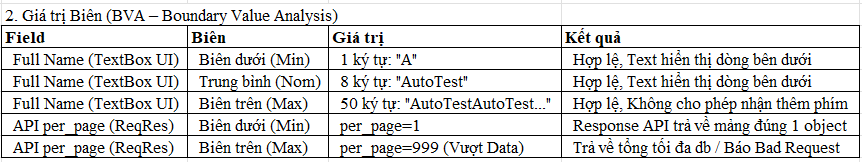 2. Giá trị Biên (BVA – Boundary Value Analysis)
Field Biên Giá trị Kết quả
Full Name (TextBox UI) Biên dưới (Min) 1 ký tự: "A" Hợp lệ, Text hiển thị dòng bên dưới
Full Name (TextBox UI) Trung bình (Nom) 8 ký tự: "AutoTest" Hợp lệ, Text hiển thị dòng bên dưới
Full Name (TextBox UI) Biên trên (Max) 50 ký tự: "AutoTestAutoTest..." Hợp lệ, Không cho phép nhận thêm phím
API per_page (ReqRes) Biên dưới (Min) per_page=1 Response API trả về mảng đúng 1 object
API per_page (ReqRes) Biên trên (Max) per_page=999 (Vượt Data) Trả về tổng tối đa db / Báo Bad Request